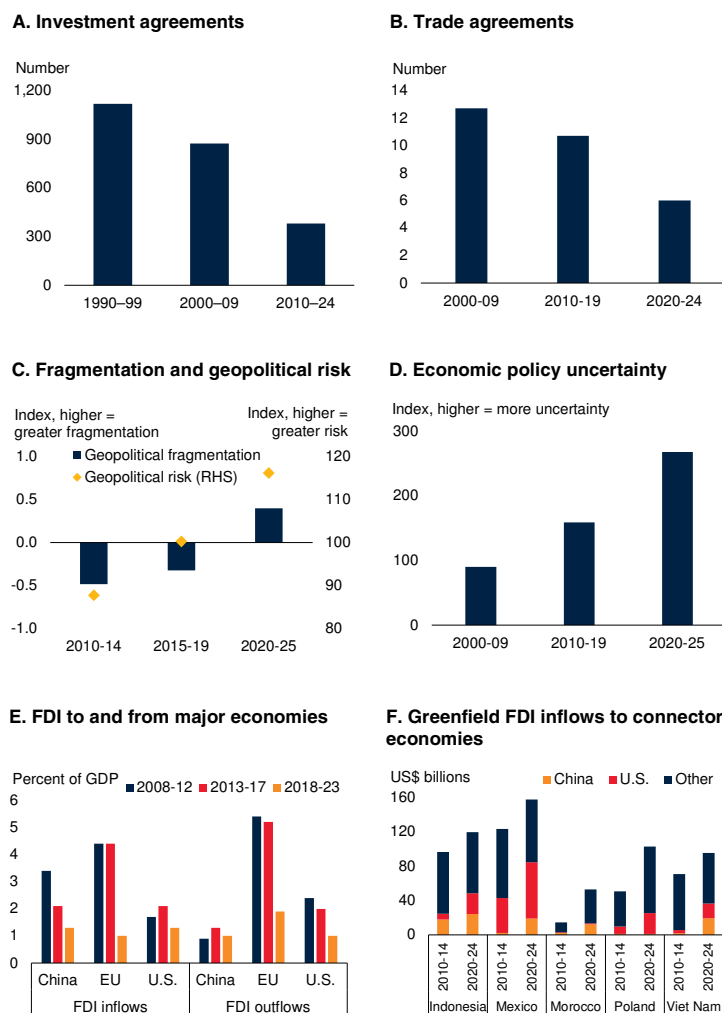 A. Investment agreements
Number
1,200
900
600
300
0
1990–99 2000–09 2010–24
B. Trade agreements
Number
14
12
10
8
6
4
2
0
2000-09 2010-19 2020-24
C. Fragmentation and geopolitical risk
Index, higher =
greater fragmentation
Index, higher =
greater risk
Geopolitical fragmentation
Geopolitical risk (RHS)
1.0
0.5
0.0
-0.5
-1.0
120
110
100
90
80
2010-14 2015-19 2020-25
D. Economic policy uncertainty
Index, higher = more uncertainty
300
200
100
0
2000-09 2010-19 2020-25
E. FDI to and from major economies
Percent of GDP
2008-12 2013-17 2018-23
6
5
4
3
2
1
0
China EU U.S. China EU U.S.
FDI inflows FDI outflows
F. Greenfield FDI inflows to connector
economies
US$ billions
China U.S. Other
160
120
80
40
0
2010-14 2020-24 2010-14 2020-24 2010-14 2020-24 2010-14 2020-24 2010-14 2020-24
Indonesia Mexico Morocco Poland Viet Nam